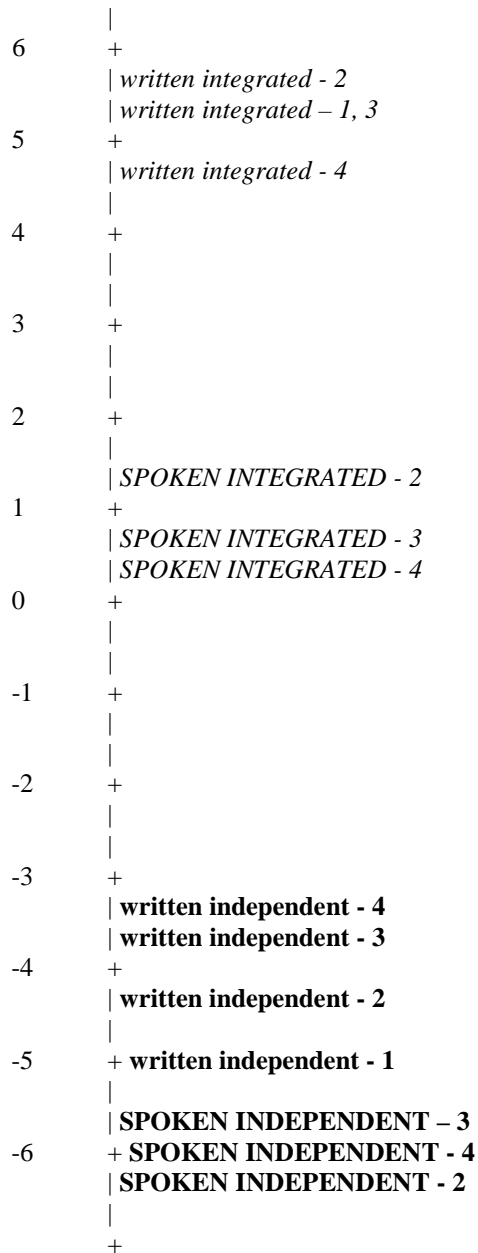 |
6 +
| written integrated - 2
| written integrated – 1, 3
5 +
| written integrated - 4
|
4 +
|
|
3 +
|
|
2 +
|
| SPOKEN INTEGRATED - 2
1 +
| SPOKEN INTEGRATED - 3
| SPOKEN INTEGRATED - 4
0 +
|
|
-1 +
|
|
-2 +
|
|
-3 +
| written independent - 4
| written independent - 3
-4 +
| written independent - 2
|
-5 + written independent - 1
|
| SPOKEN INDEPENDENT – 3
-6 + SPOKEN INDEPENDENT - 4
| SPOKEN INDEPENDENT - 2
|
+